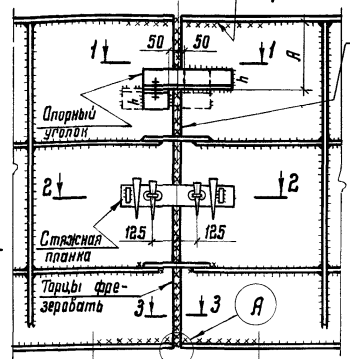 50 50
1 1
А
h
h
Опорный
уголок
2 2
Стяжная
планка
125 125
Торцы фре-
зеровать
3 3
А